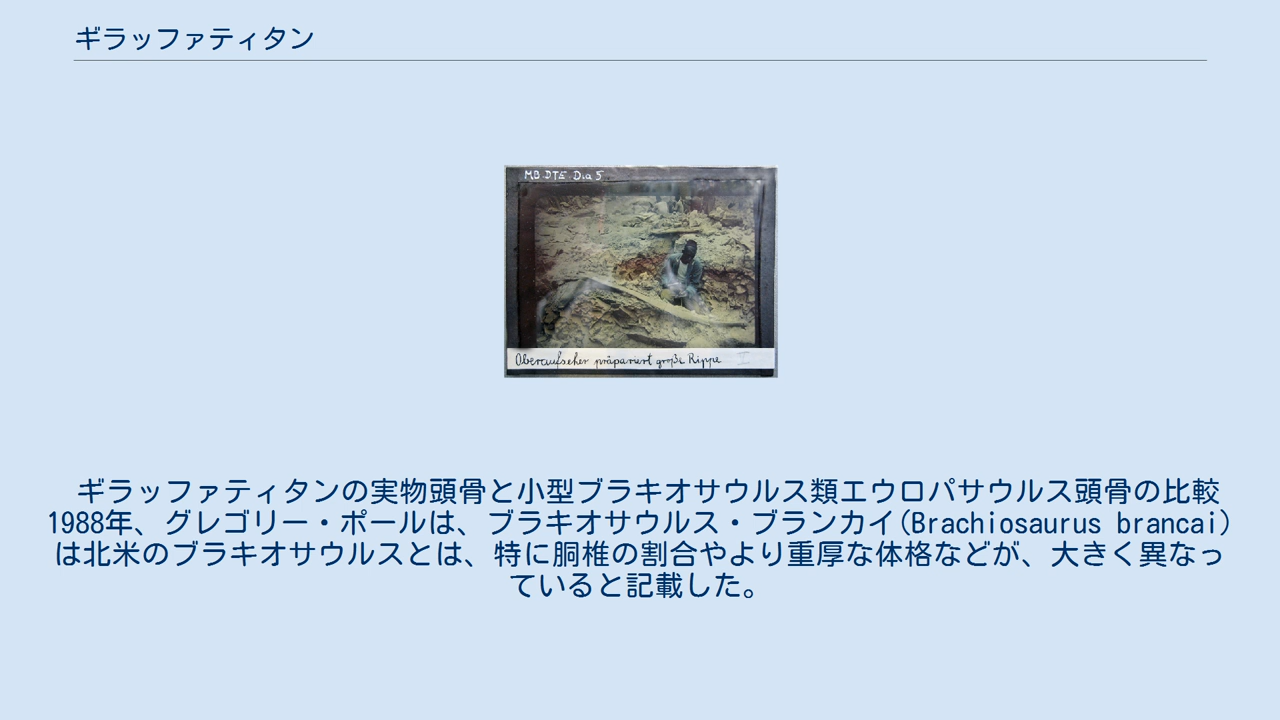 ギラッファティタン
MB DTE Dia 5
Oberaufseher präpariert große Rippe I
ギラッファティタンの実物頭骨と小型ブラキオサウルス類エウロパサウルス頭骨の比較
1988年、グレゴリー・ポールは、ブラキオサウルス・ブランカイ(Brachiosaurus brancai)
は北米のブラキオサウルスとは、特に胴椎の割合やより重厚な体格などが、大きく異なっ
ていると記載した。